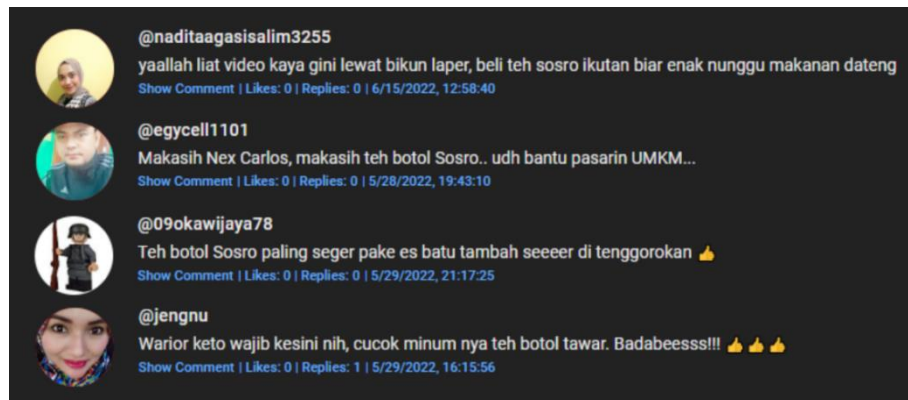 @naditaagasisalim3255
yaallah liat video kaya gini lewat bikun laper, beli teh sosro ikutan biar enak nunggu makanan dateng
Show Comment | Likes: 0 | Replies: 0 | 6/15/2022, 12:58:40
@egycell1101
Makasih Nex Carlos, makasih teh botol Sosro.. udh bantu pasarin UMKM...
Show Comment | Likes: 0 | Replies: 0 | 5/28/2022, 19:43:10
@09okawijaya78
Teh botol Sosro paling seger pake es batu tambah seeeer di tenggorokan 👍
Show Comment | Likes: 0 | Replies: 0 | 5/29/2022, 21:17:25
@jengnu
Warior keto wajib kesini nih, cucok minum nya teh botol tawar. Badabeesss!!! 👍 👍 👍
Show Comment | Likes: 0 | Replies: 1 | 5/29/2022, 16:15:56